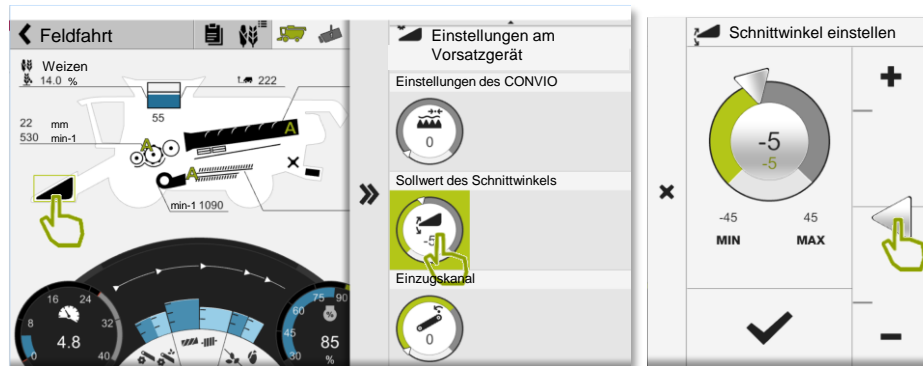 Feldfahrt
Weizen
14.0 %
t. 222
55
22 mm
530 min-1
A
A
A
min-1 1090
16 24
8 32
0 40
4.8
75 90
60
45
30
85
%
Einstellungen am
Vorsatzgerät
Einstellungen des CONVIO
0
Sollwert des Schnittwinkels
-5
Einzugskanal
0
Schnittwinkel einstellen
-5
-5
-45 45
MIN MAX